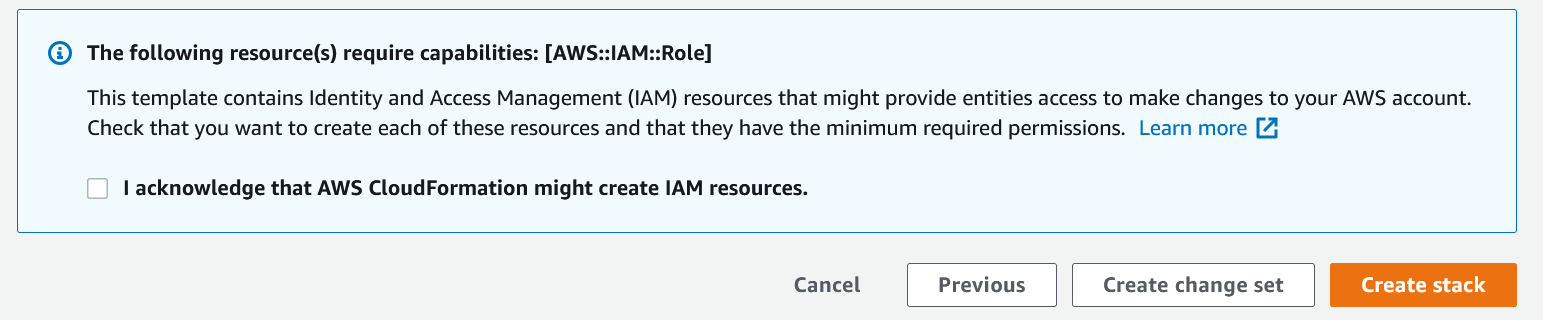 The following resource(s) require capabilities: [AWS::IAM::Role]
This template contains Identity and Access Management (IAM) resources that might provide entities access to make changes to your AWS account.
Check that you want to create each of these resources and that they have the minimum required permissions. Learn more
I acknowledge that AWS CloudFormation might create IAM resources.
Cancel Previous Create change set Create stack